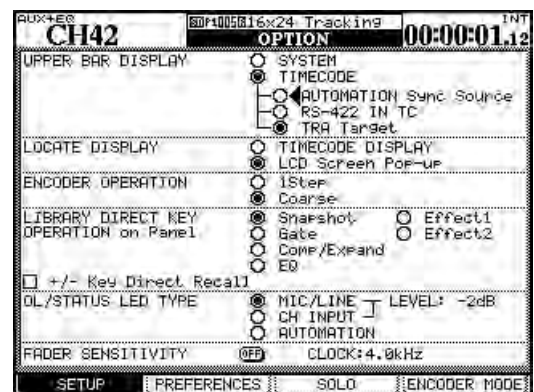 AUX+EQ
CH42
16x24 Tracking
OPTION
INT
00:00:01.12
UPPER BAR DISPLAY
SYSTEM
TIMECODE
AUTOMATION Sync Source
RS-422 IN TC
TRA Target
LOCATE DISPLAY
TIMECODE DISPLAY
LCD Screen Pop-up
ENCODER OPERATION
1Step
Coarse
LIBRARY DIRECT KEY
OPERATION on Panel
Snapshot
Effect1
Gate
Effect2
Comp/Expand
EQ
+/- Key Direct Recall
OL/STATUS LED TYPE
MIC/LINE
LEVEL: -2dB
CH INPUT
AUTOMATION
FADER SENSITIVITY
OFF
CLOCK:4.0kHz
SETUP
PREFERENCES
SOLO
ENCODER MODE